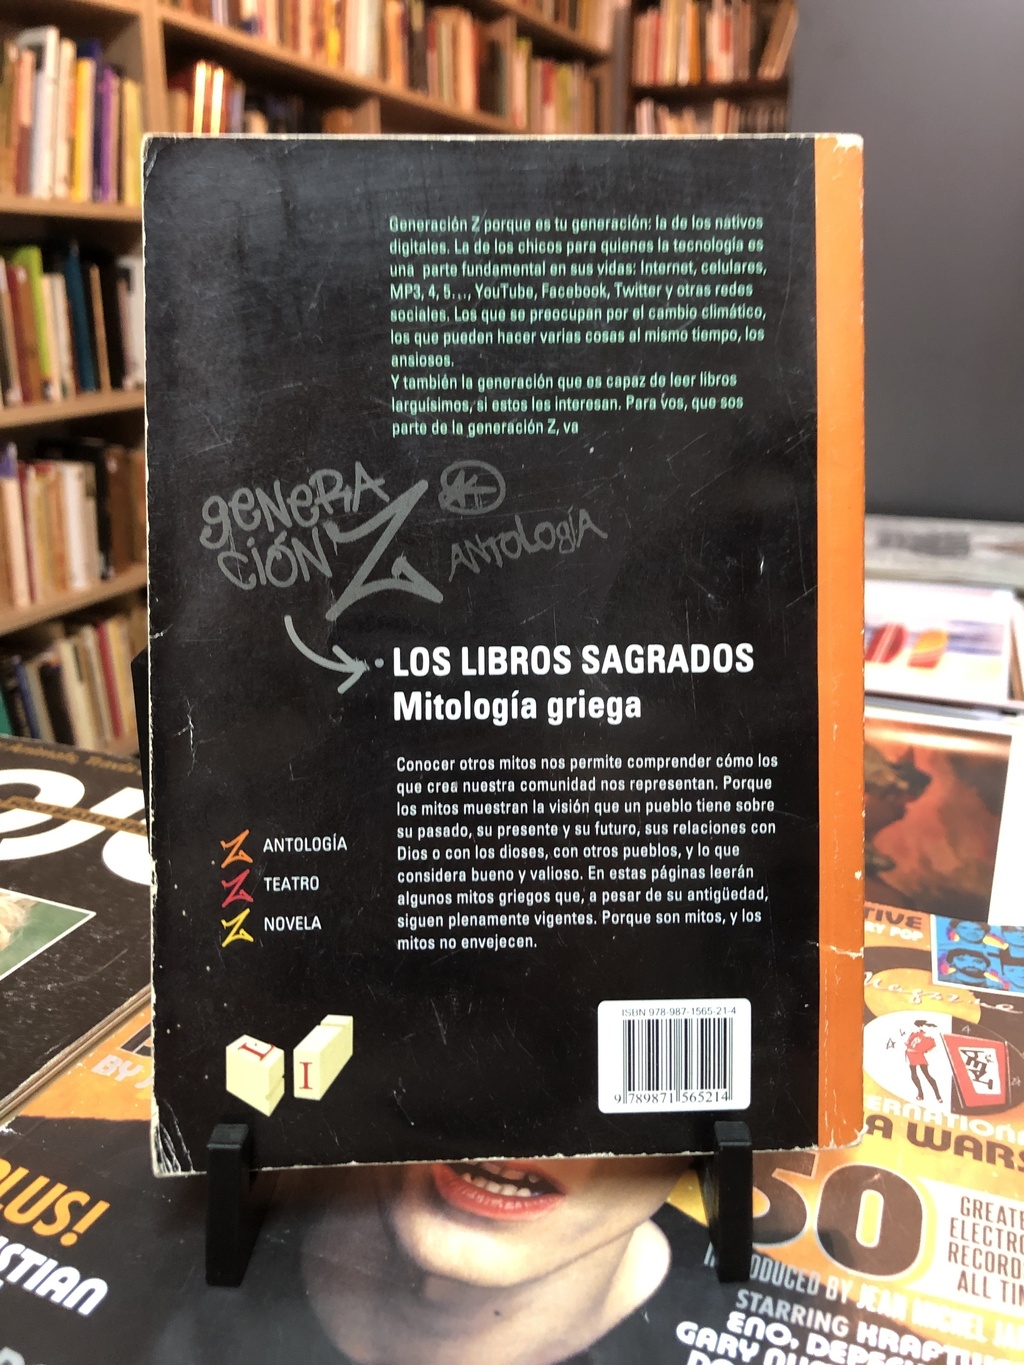 Generación Z porque es tu generación: la de los nativos
digitales. La de los chicos para quienes la tecnología es
una parte fundamental en sus vidas: Internet, celulares,
MP3, 4, 5..., YouTube, Facebook, Twitter y otras redes
sociales. Los que se preocupan por el cambio climático,
los que pueden hacer varias cosas al mismo tiempo, los
ansiosos.
Y también la generación que es capaz de leer libros
larguísimos, si estos les interesan. Para vos, que sos
parte de la generación Z, va
GENERA
CIÓN Z
ANTOLOGÍA
LOS LIBROS SAGRADOS
Mitología griega
Conocer otros mitos nos permite comprender cómo los
que crea nuestra comunidad nos representan. Porque
los mitos muestran la visión que un pueblo tiene sobre
su pasado, su presente y su futuro, sus relaciones con
Dios o con los dioses, con otros pueblos, y lo que
considera bueno y valioso. En estas páginas leerán
algunos mitos griegos que, a pesar de su antigüedad,
siguen plenamente vigentes. Porque son mitos, y los
mitos no envejecen.
Z ANTOLOGÍA
Z TEATRO
Z NOVELA
L I
ISBN 978-987-1565-21-4
9 789871 565214
PLUS!
BY
Magazine
A WARS
50
GREATE
ELECTRO
RECORD
ALL TIM
BY JEAN MICHEL
STARRING
ENO,
GARY